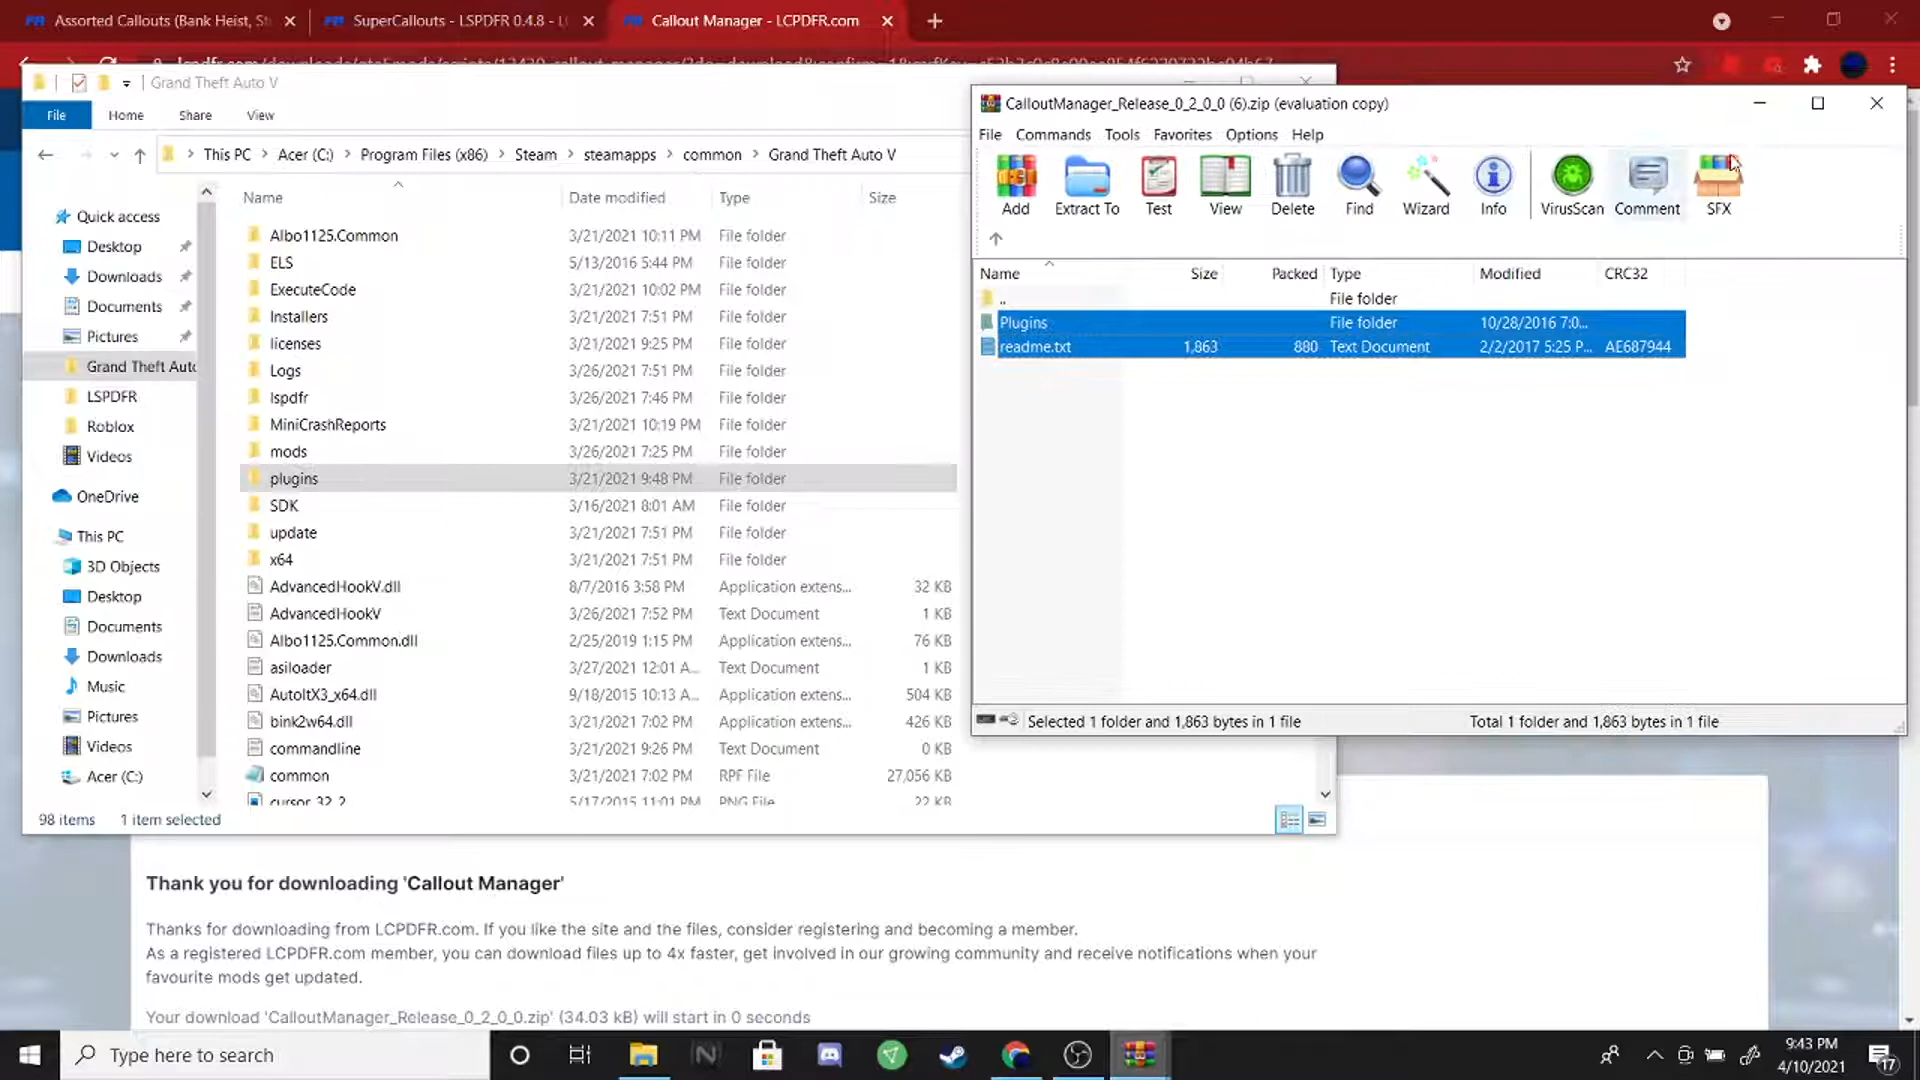 Assorted Callouts (Bank Heist, St
SuperCallouts - LSPDFR 0.4.8 - L
Callout Manager - LCPDFR.com
Grand Theft Auto V
File
Home
Share
View
This PC
Acer (C:)
Program Files (x86)
Steam
steamapps
common
Grand Theft Auto V
Quick access
Desktop
Downloads
Documents
Pictures
Grand Theft Auto
LSPDFR
Roblox
Videos
OneDrive
This PC
3D Objects
Desktop
Documents
Downloads
Music
Pictures
Videos
Acer (C:)
Name Date modified Type Size
Albo1125.Common 3/21/2021 10:11 PM File folder
ELS 5/13/2016 5:44 PM File folder
ExecuteCode 3/21/2021 10:02 PM File folder
Installers 3/21/2021 7:51 PM File folder
licenses 3/21/2021 9:25 PM File folder
Logs 3/26/2021 7:51 PM File folder
lspdfr 3/26/2021 7:46 PM File folder
MiniCrashReports 3/21/2021 10:19 PM File folder
mods 3/26/2021 7:25 PM File folder
plugins 3/21/2021 9:48 PM File folder
SDK 3/16/2021 8:01 AM File folder
update 3/21/2021 7:51 PM File folder
x64 3/21/2021 7:51 PM File folder
AdvancedHookV.dll 8/7/2016 3:58 PM Application extens... 32 KB
AdvancedHookV 3/26/2021 7:52 PM Text Document 1 KB
Albo1125.Common.dll 2/25/2019 1:15 PM Application extens... 76 KB
asiloader 3/27/2021 12:01 A... Text Document 1 KB
AutoItX3_x64.dll 9/18/2015 10:13 A... Application extens... 504 KB
bink2w64.dll 3/21/2021 7:02 PM Application extens... 426 KB
commandline 3/21/2021 9:26 PM Text Document 0 KB
common 3/21/2021 7:02 PM RPF File 27,056 KB
cursor_32_2 5/17/2015 11:01 PM PNG File 22 KB
98 items 1 item selected
CalloutManager_Release_0_2_0_0 (6).zip (evaluation copy)
File Commands Tools Favorites Options Help
Add Extract To Test View Delete Find Wizard Info VirusScan Comment SFX
Name Size Packed Type Modified CRC32
.. File folder
Plugins File folder 10/28/2016 7:0...
readme.txt 1,863 880 Text Document 2/2/2017 5:25 P... AE687944
Selected 1 folder and 1,863 bytes in 1 file
Total 1 folder and 1,863 bytes in 1 file
Thank you for downloading 'Callout Manager'
Thanks for downloading from LCPDFR.com. If you like the site and the files, consider registering and becoming a member.
As a registered LCPDFR.com member, you can download files up to 4x faster, get involved in our growing community and receive notifications when your
favourite mods get updated.
Your download 'CalloutManager_Release_0_2_0_0.zip' (34.03 kB) will start in 0 seconds
Type here to search
9:43 PM
4/10/2021
17